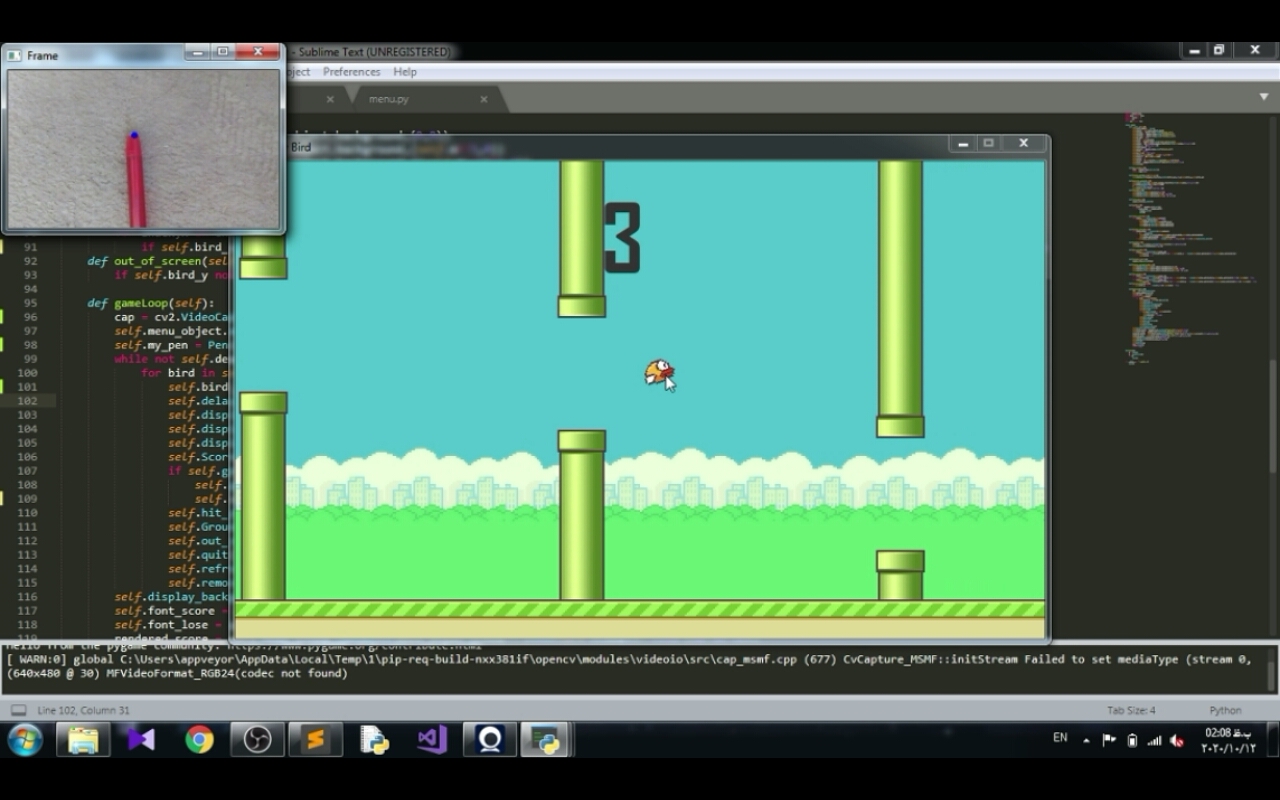 Frame
- Sublime Text (UNREGISTERED)
Preferences Help
menu.py
Bird
3
91 if self.bird_
92 def out_of_screen(sel
93 if self.bird_y no
94
95 def gameLoop(self):
96 cap = cv2.VideoCa
97 self.menu_object.
98 self.my_pen = Pen
99 while not self.de
100 for bird in s
101 self.bird
102 self.dela
103 self.disp
104 self.disp
105 self.disp
106 self.Scor
107 if self.g
108 self.
109 self.
110 self.hit_
111 self.Grou
112 self.out_
113 self.quit
114 self.refr
115 self.remo
116 self.display_back
117 self.font_score =
118 self.font_lose =
119 rendered_score =
Hello from the pygame community. https://www.pygame.org/contribute.html
[ WARN:0] global C:\Users\appveyor\AppData\Local\Temp\1\pip-req-build-nxx381if\opencv\modules\videoio\src\cap_msmf.cpp (677) CvCapture_MSMF::initStream Failed to set mediaType (stream 0,
(640x480 @ 30) MFVideoFormat_RGB24(codec not found)
Line 102, Column 31
Tab Size: 4
Python
EN
02:08 ب.ظ
۲۰۲۰/۱۰/۱۲